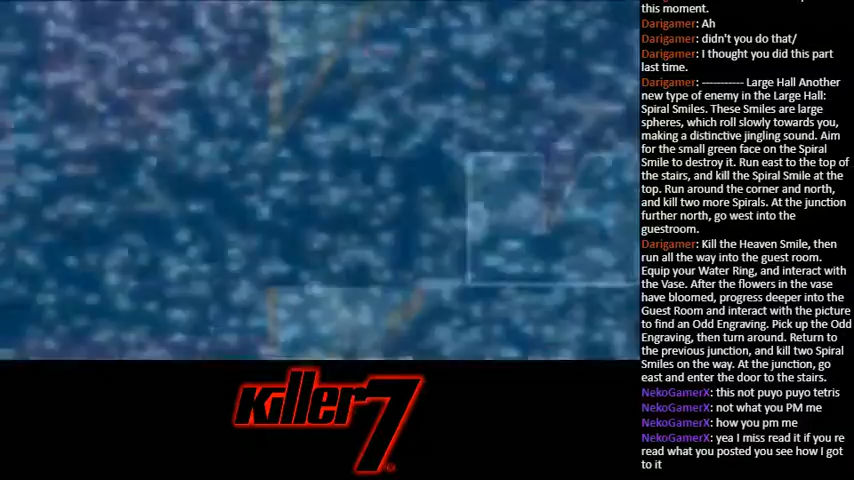 this moment.
Darigamer: Ah
Darigamer: didn't you do that/
Darigamer: I thought you did this part
last time.
Darigamer: ----------- Large Hall Another
new type of enemy in the Large Hall:
Spiral Smiles. These Smiles are large
spheres, which roll slowly towards you,
making a distinctive jingling sound. Aim
for the small green face on the Spiral
Smile to destroy it. Run east to the top of
the stairs, and kill the Spiral Smile at the
top. Run around the corner and north,
and kill two more Spirals. At the junction
further north, go west into the
guestroom.
Darigamer: Kill the Heaven Smile, then
run all the way into the guest room.
Equip your Water Ring, and interact with
the Vase. After the flowers in the vase
have bloomed, progress deeper into the
Guest Room and interact with the picture
to find an Odd Engraving. Pick up the Odd
Engraving, then turn around. Return to
the previous junction, and kill two Spiral
Smiles on the way. At the junction, go
east and enter the door to the stairs.
NekoGamerX: this not puyo puyo tetris
NekoGamerX: not what you PM me
NekoGamerX: how you pm me
NekoGamerX: yea I miss read it if you re
read what you posted you see how I got
to it
killer7